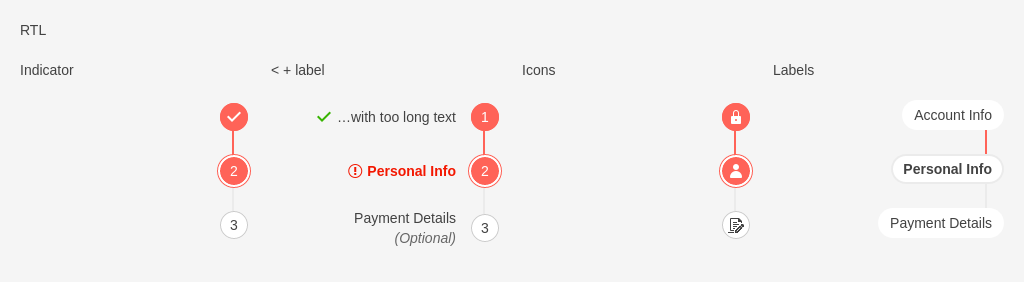 RTL
Indicator
< + label
Icons
Labels
2
3
…with too long text
1
Personal Info
2
Payment Details
(Optional)
3
Account Info
Personal Info
Payment Details